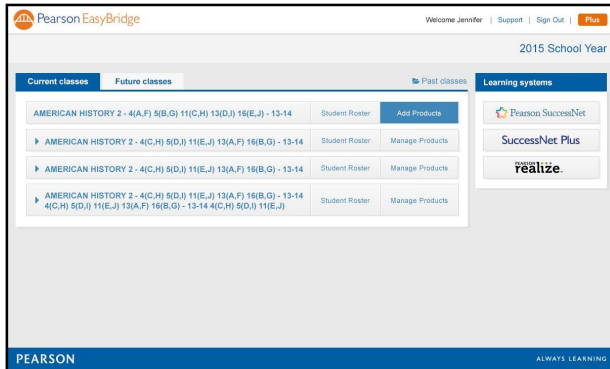 Pearson EasyBridge
Welcome Jennifer | Support | Sign Out | Plus
2015 School Year
Current classes
Future classes
Past classes
AMERICAN HISTORY 2 - 4(A,F) 5(B,G) 11(C,H) 13(D,I) 16(E,J) - 13-14
Student Roster
Add Products
AMERICAN HISTORY 2 - 4(C,H) 5(D,I) 11(E,J) 13(A,F) 16(B,G) - 13-14
Student Roster
Manage Products
AMERICAN HISTORY 2 - 4(C,H) 5(D,I) 11(E,J) 13(A,F) 16(B,G) - 13-14
Student Roster
Manage Products
AMERICAN HISTORY 2 - 4(C,H) 5(D,I) 11(E,J) 13(A,F) 16(B,G) - 13-14
4(C,H) 5(D,I) 11(E,J) 13(A,F) 16(B,G) - 13-14 4(C,H) 5(D,I) 11(E,J)
Student Roster
Manage Products
Learning systems
Pearson SuccessNet
SuccessNet Plus
PEARSON
realize.
PEARSON
ALWAYS LEARNING